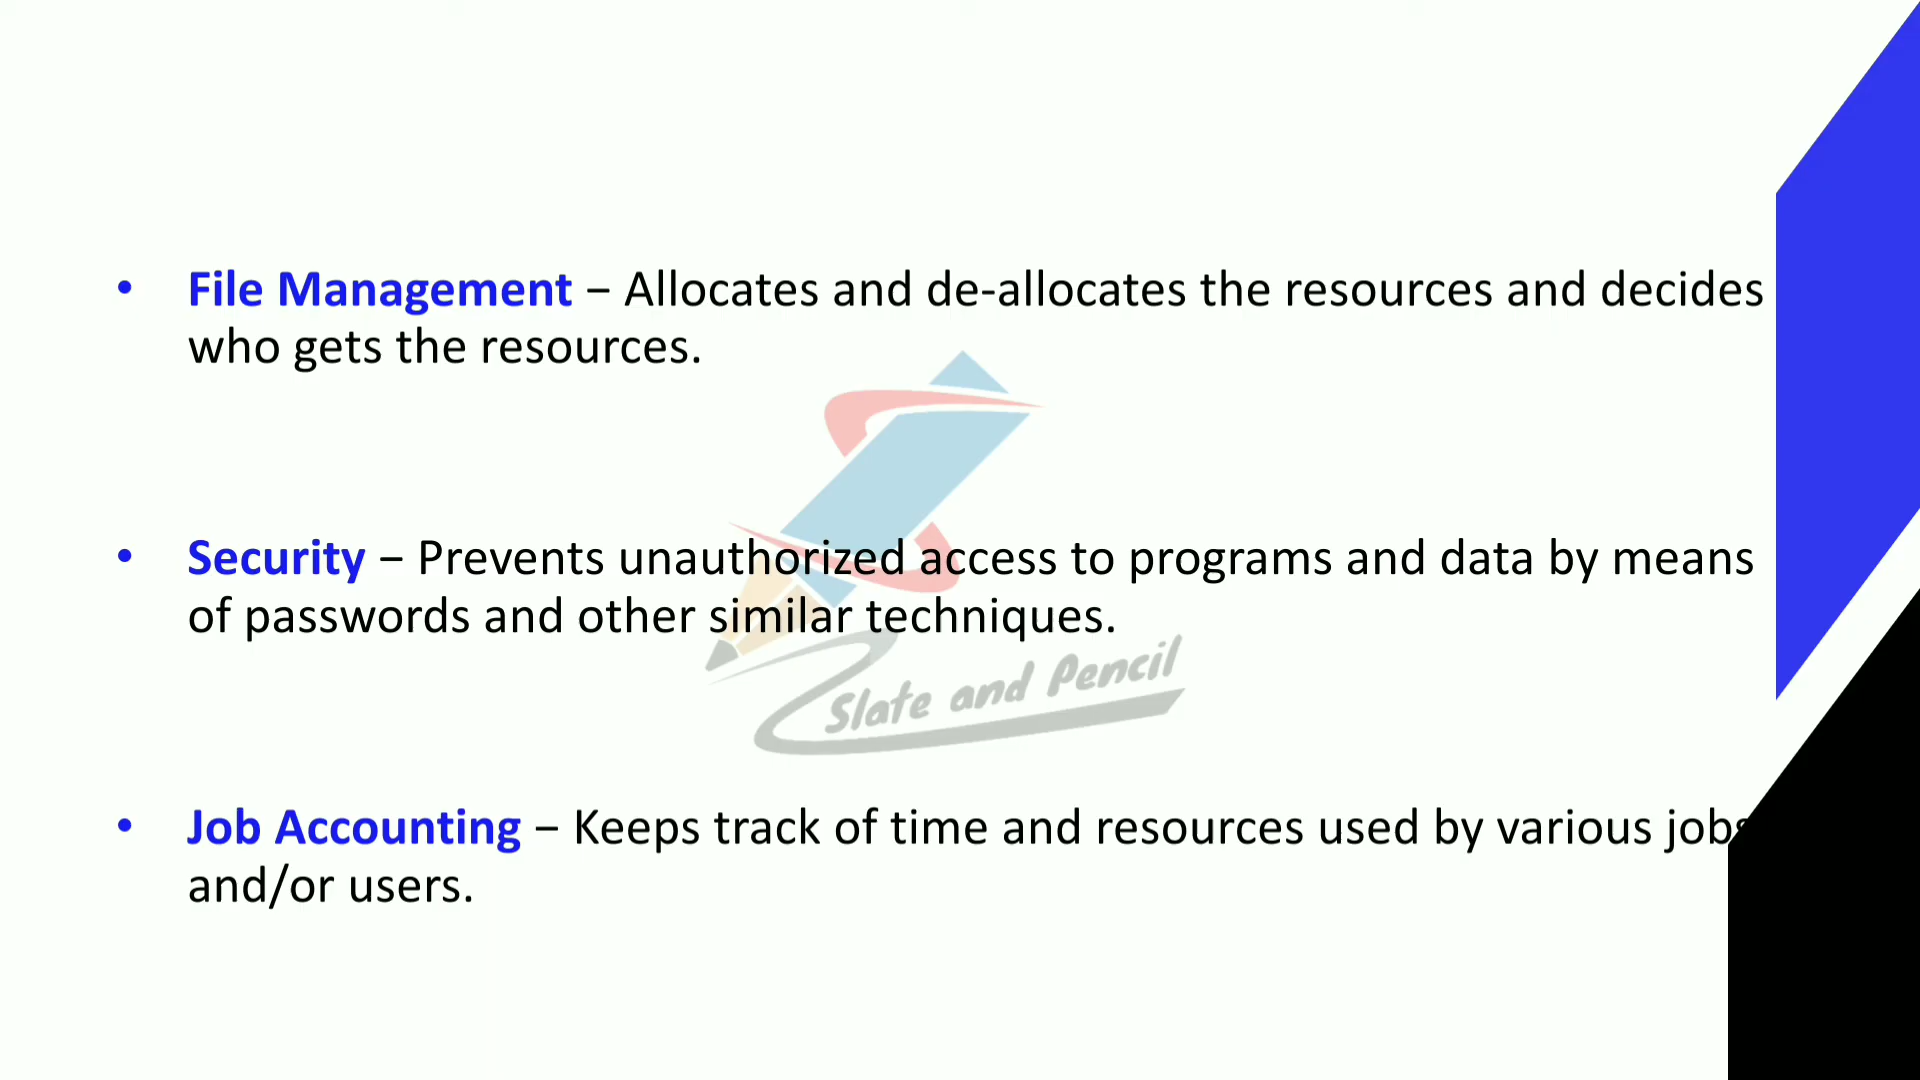 • File Management – Allocates and de-allocates the resources and decides
who gets the resources.
• Security – Prevents unauthorized access to programs and data by means
of passwords and other similar techniques.
Slate and Pencil
• Job Accounting – Keeps track of time and resources used by various jobs
and/or users.